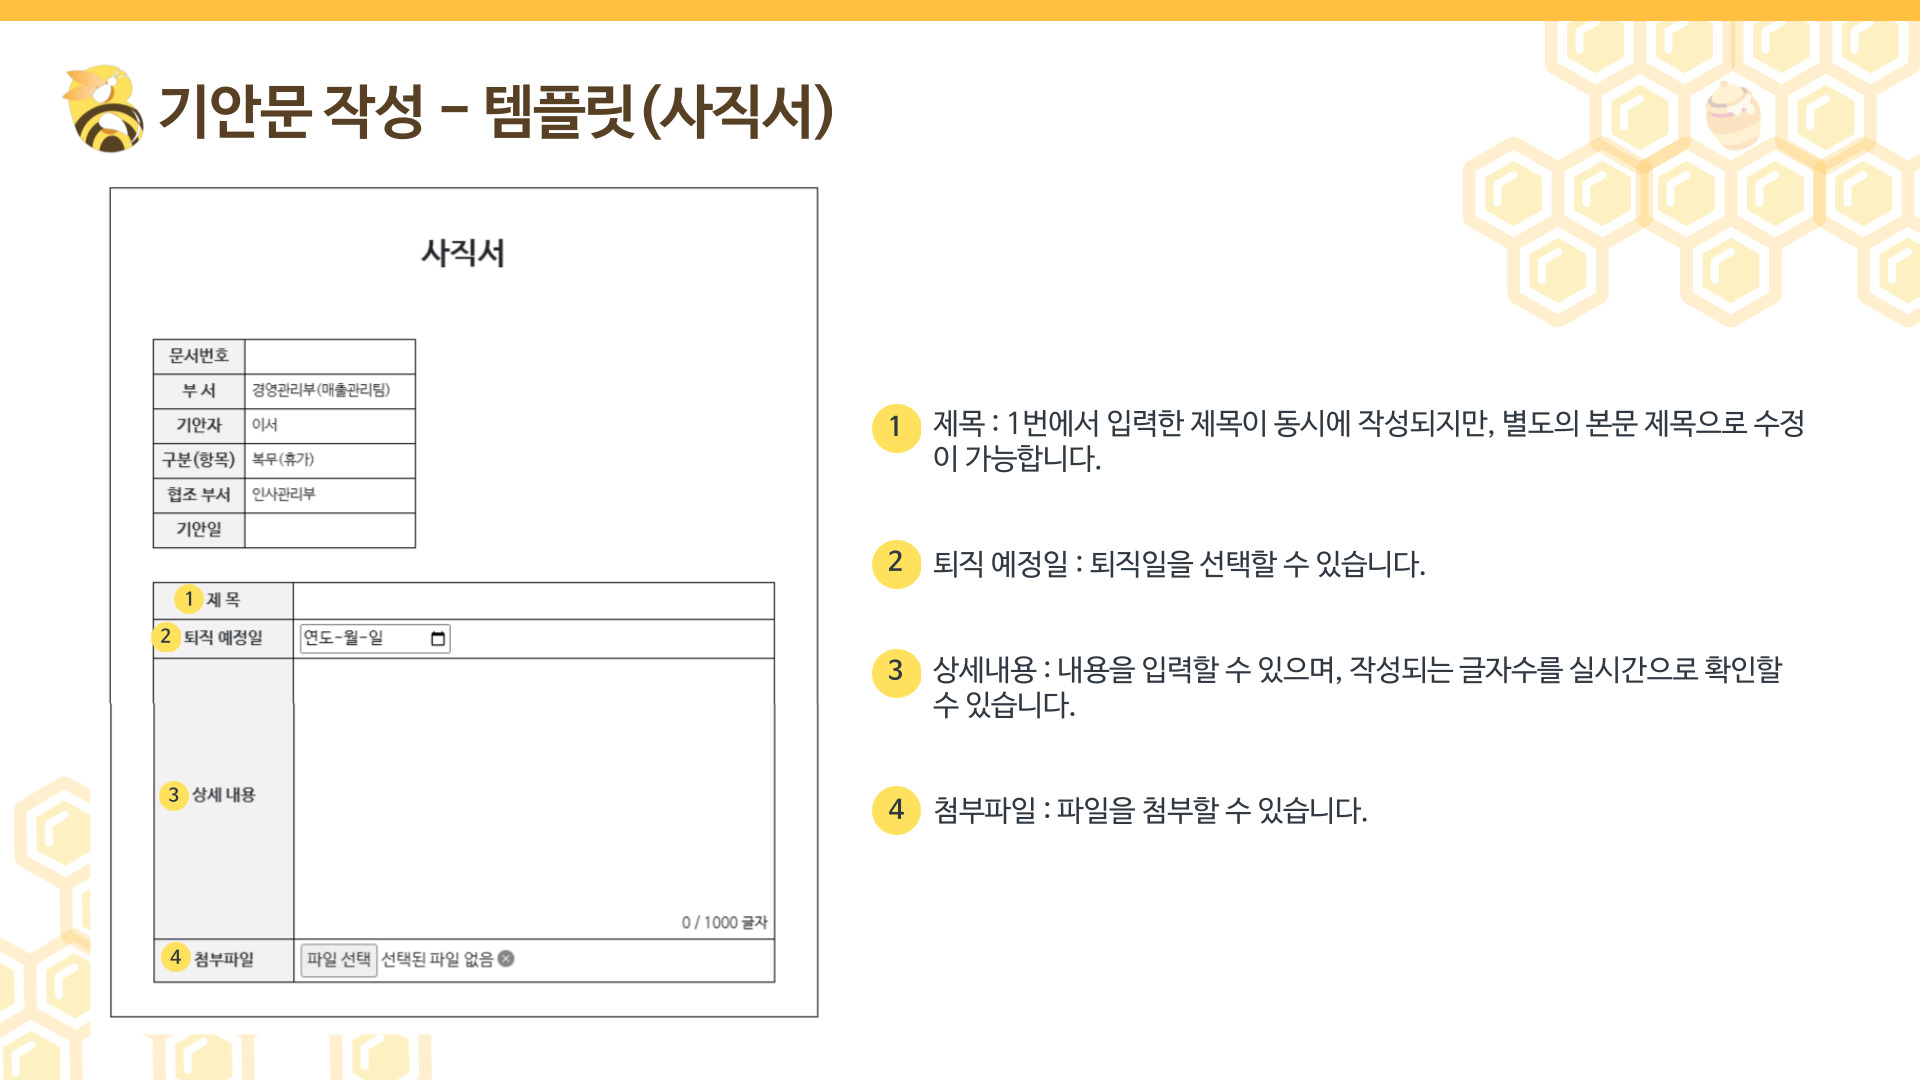 기안문 작성 - 템플릿(사직서)
사직서
문서번호
부 서 경영관리부(매출관리팀)
기안자 이서
구분(항목) 복무(휴가)
협조 부서 인사관리부
기안일
1 제 목
2 퇴직 예정일 연도-월-일
3 상세 내용
0 / 1000 글자
4 첨부파일 파일 선택 선택된 파일 없음
1 제목 : 1번에서 입력한 제목이 동시에 작성되지만, 별도의 본문 제목으로 수정
이 가능합니다.
2 퇴직 예정일 : 퇴직일을 선택할 수 있습니다.
3 상세내용 : 내용을 입력할 수 있으며, 작성되는 글자수를 실시간으로 확인할
수 있습니다.
4 첨부파일 : 파일을 첨부할 수 있습니다.